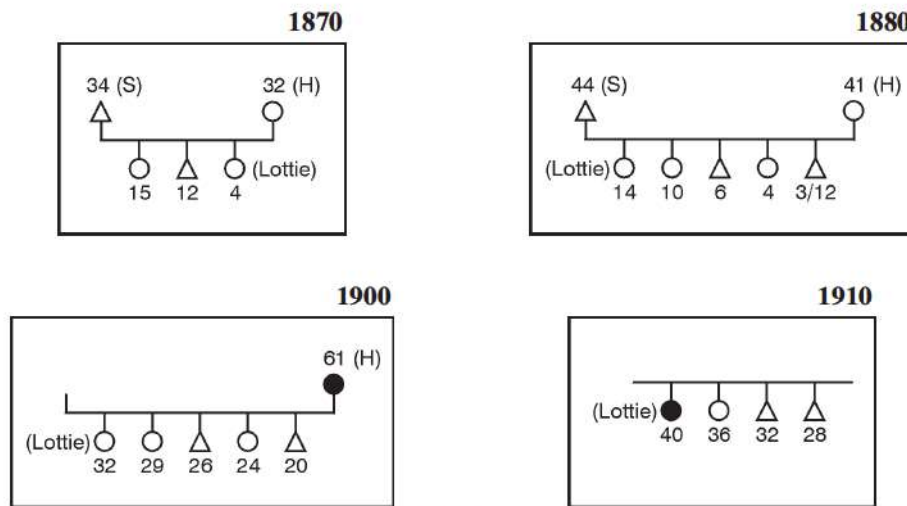 1870
34 (S) 32 (H)
(Lottie)
15 12 4
1880
44 (S) 41 (H)
(Lottie)
14 10 6 4 3/12
1900
61 (H)
(Lottie)
32 29 26 24 20
1910
(Lottie)
40 36 32 28